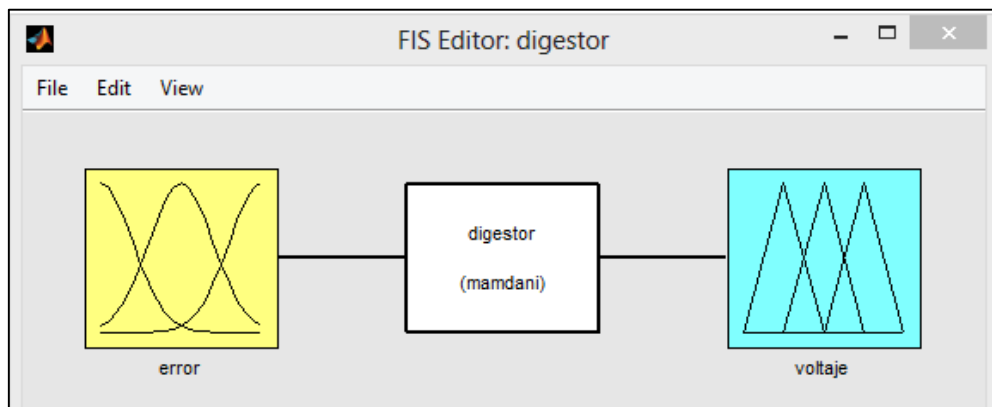 FIS Editor: digestor
File Edit View
digestor
(mamdani)
error
voltaje